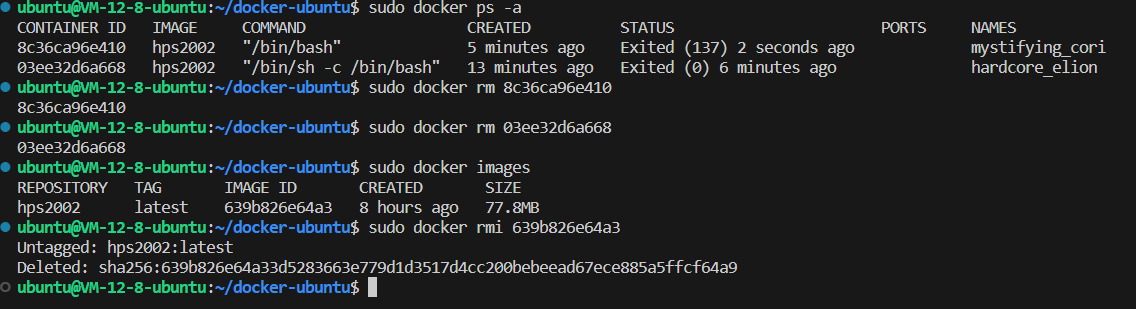 ubuntu@VM-12-8-ubuntu:~/docker-ubuntu$ sudo docker ps -a
CONTAINER ID   IMAGE     COMMAND                  CREATED          STATUS                       PORTS     NAMES
8c36ca96e410   hps2002   "/bin/bash"              5 minutes ago    Exited (137) 2 seconds ago             mystifying_cori
03ee32d6a668   hps2002   "/bin/sh -c /bin/bash"   13 minutes ago   Exited (0) 6 minutes ago               hardcore_elion
ubuntu@VM-12-8-ubuntu:~/docker-ubuntu$ sudo docker rm 8c36ca96e410
8c36ca96e410
ubuntu@VM-12-8-ubuntu:~/docker-ubuntu$ sudo docker rm 03ee32d6a668
03ee32d6a668
ubuntu@VM-12-8-ubuntu:~/docker-ubuntu$ sudo docker images
REPOSITORY   TAG       IMAGE ID       CREATED       SIZE
hps2002      latest    639b826e64a3   8 hours ago   77.8MB
ubuntu@VM-12-8-ubuntu:~/docker-ubuntu$ sudo docker rmi 639b826e64a3
Untagged: hps2002:latest
Deleted: sha256:639b826e64a33d5283663e779d1d3517d4cc200bebeead67ece885a5ffcf64a9
ubuntu@VM-12-8-ubuntu:~/docker-ubuntu$